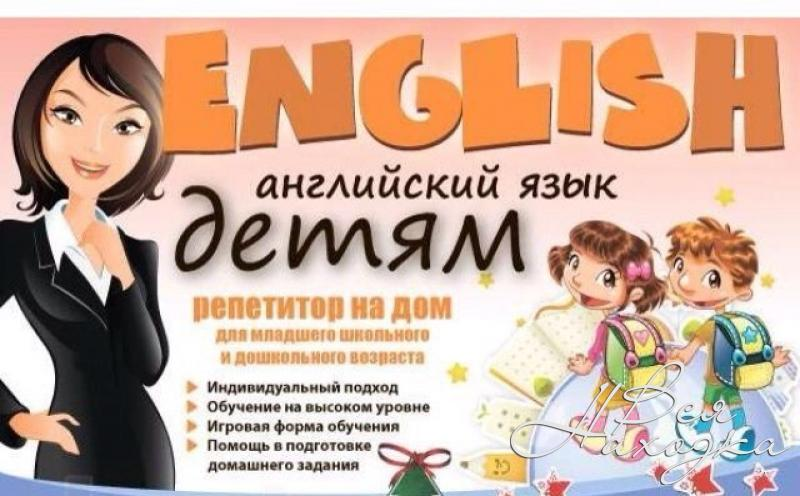 ENGLISH
английский язык
детям
репетитор на дом
для младшего школьного
и дошкольного возраста
Индивидуальный подход
Обучение на высоком уровне
Игровая форма обучения
Помощь в подготовке
домашнего задания
Вся
Находка